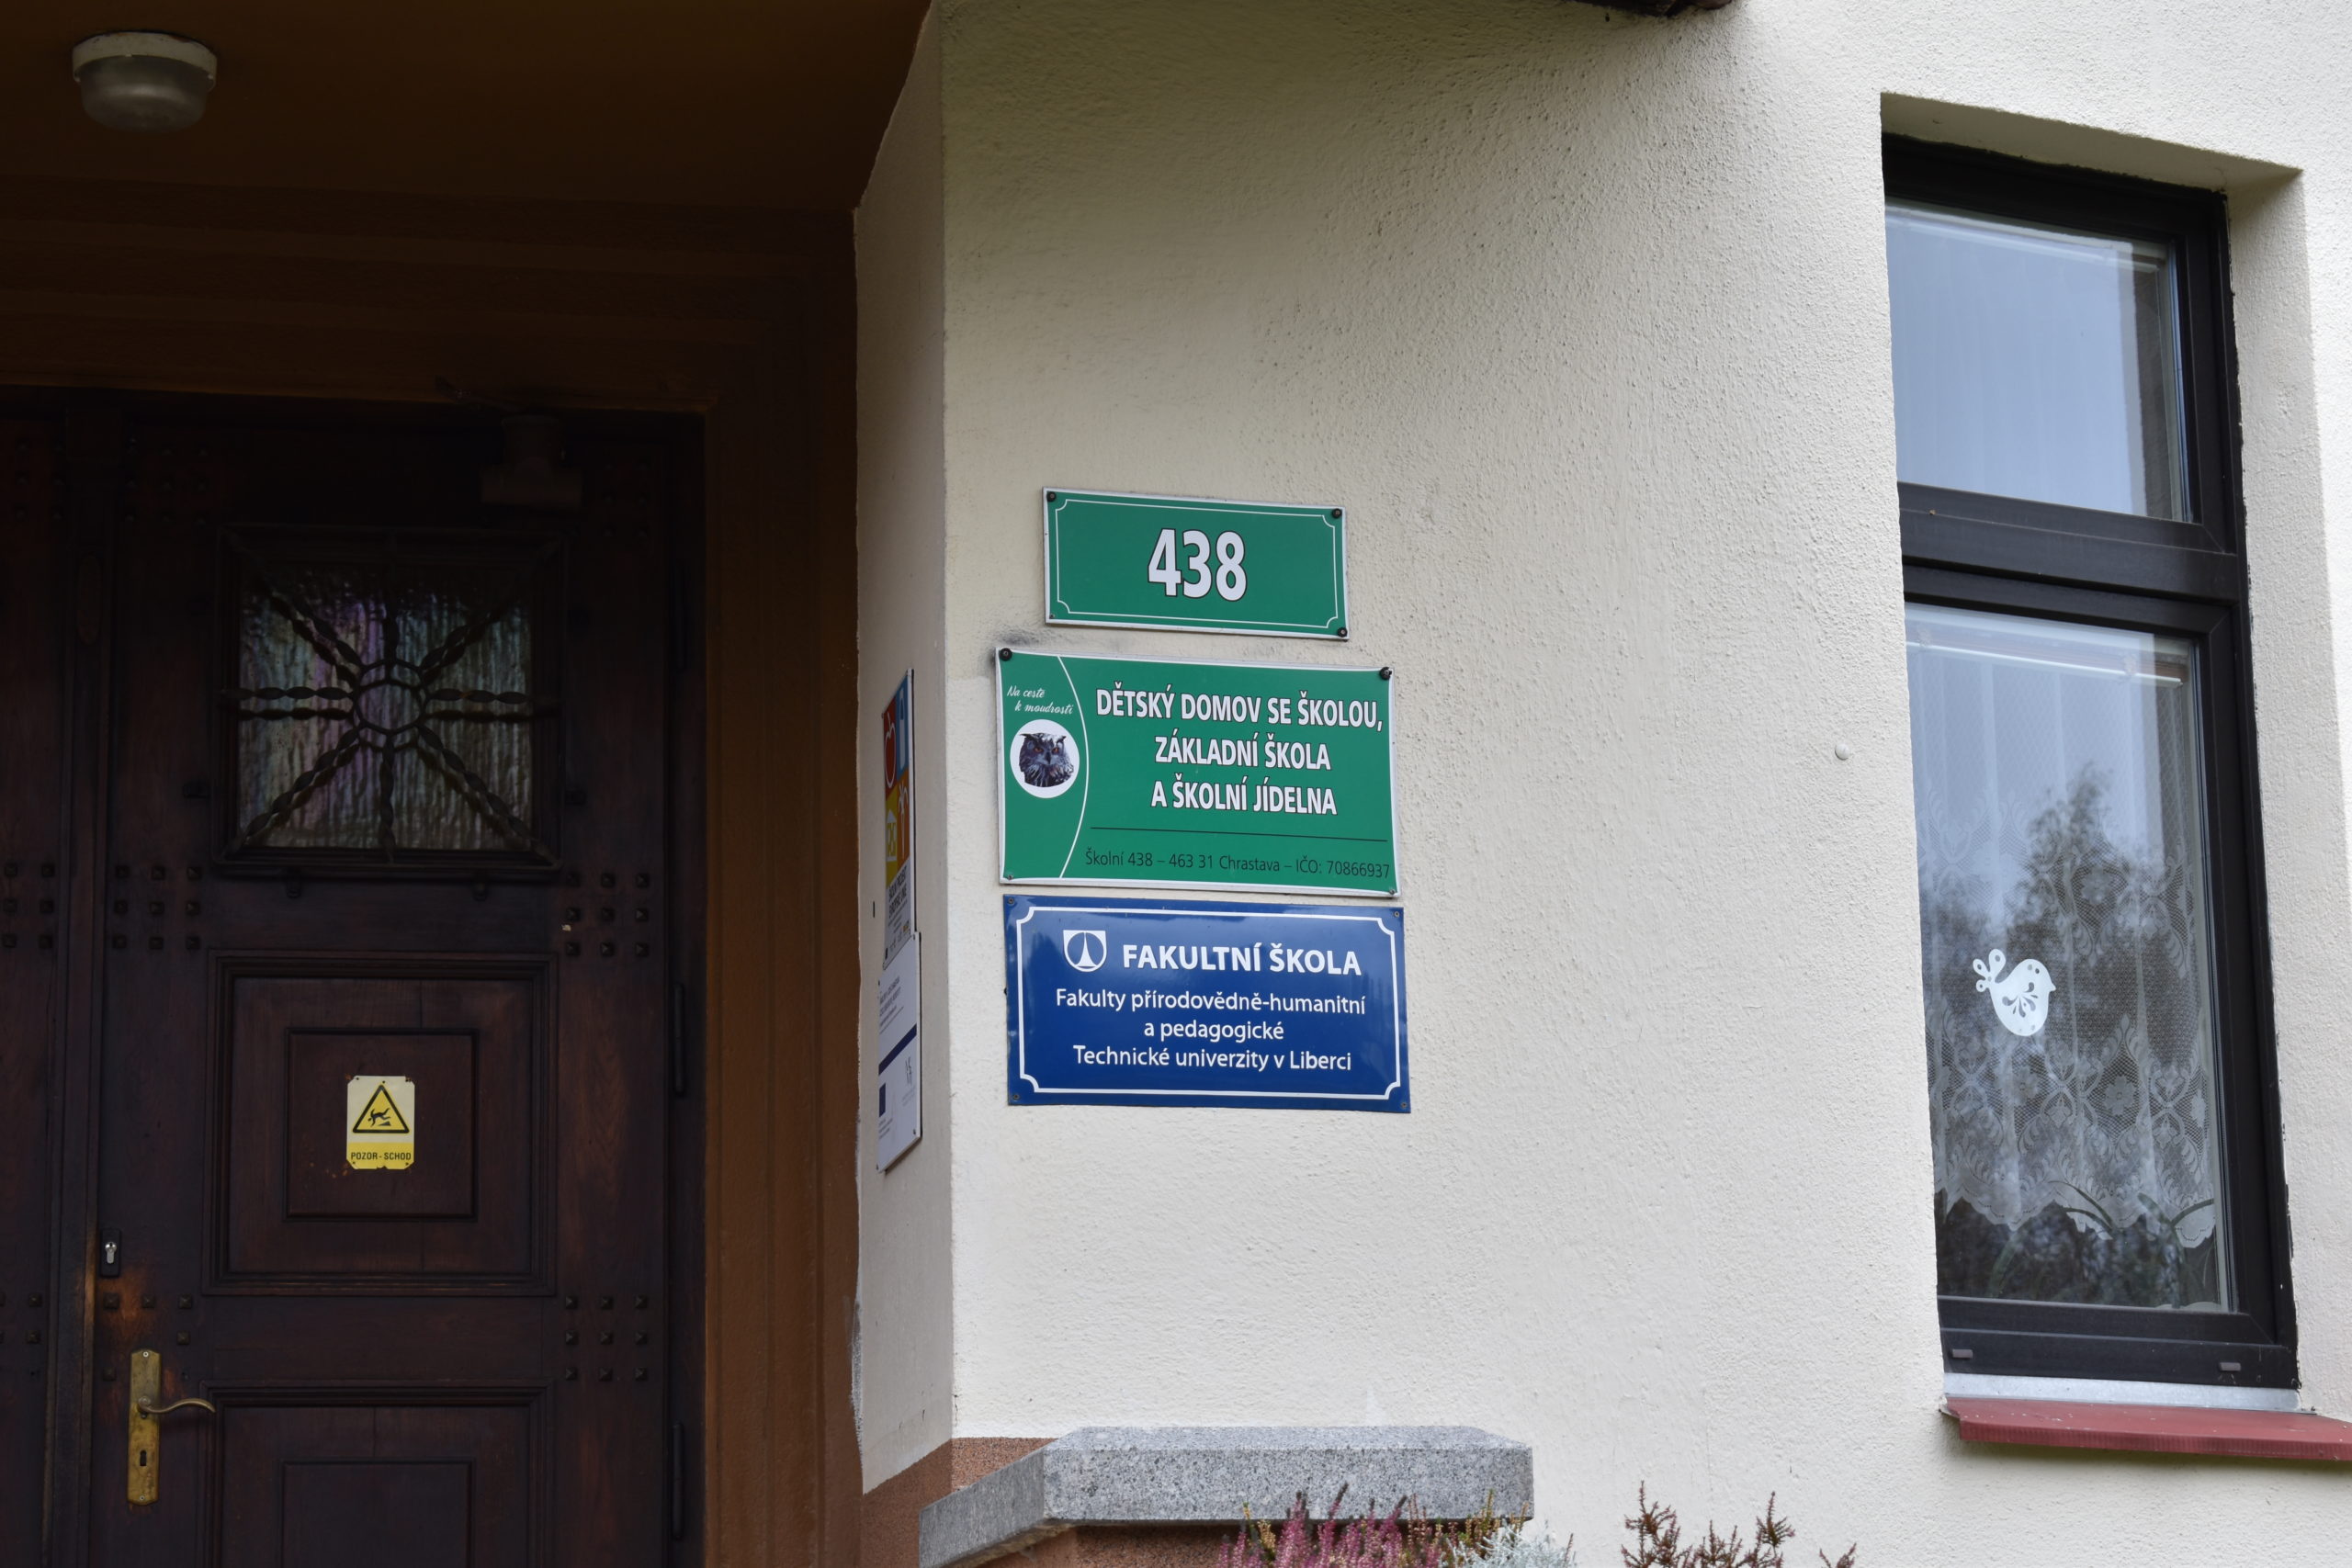 438
Na cestě
k moudrosti
DĚTSKÝ DOMOV SE ŠKOLOU,
ZÁKLADNÍ ŠKOLA
A ŠKOLNÍ JÍDELNA
Školní 438 – 463 31 Chrastava – IČO: 70866937
FAKULTNÍ ŠKOLA
Fakulty přírodovědně-humanitní
a pedagogické
Technické univerzity v Liberci
POZOR - SCHOD